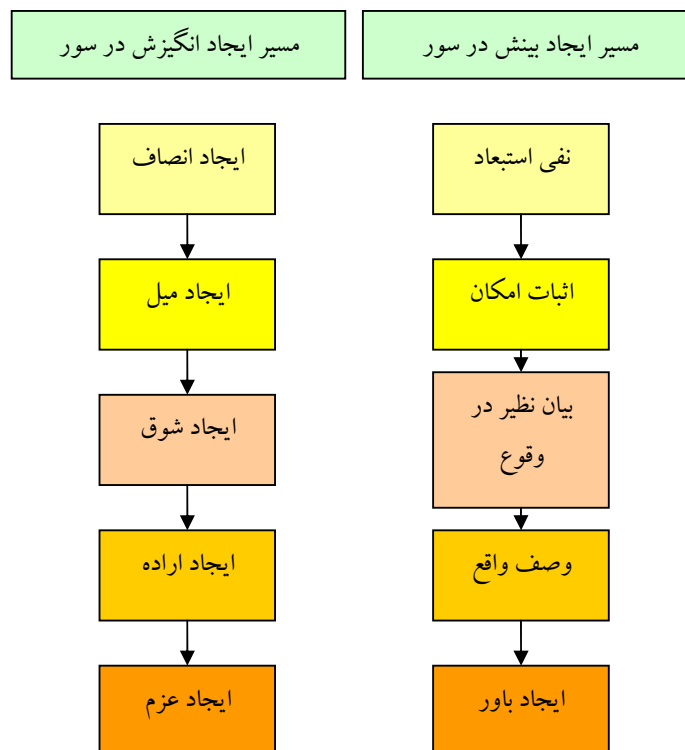 مسیر ایجاد بینش در سور
نفی استبعاد
اثبات امکان
بیان نظیر در
وقوع
وصف واقع
ایجاد باور
مسیر ایجاد انگیزش در سور
ایجاد انصاف
ایجاد میل
ایجاد شوق
ایجاد اراده
ایجاد عزم